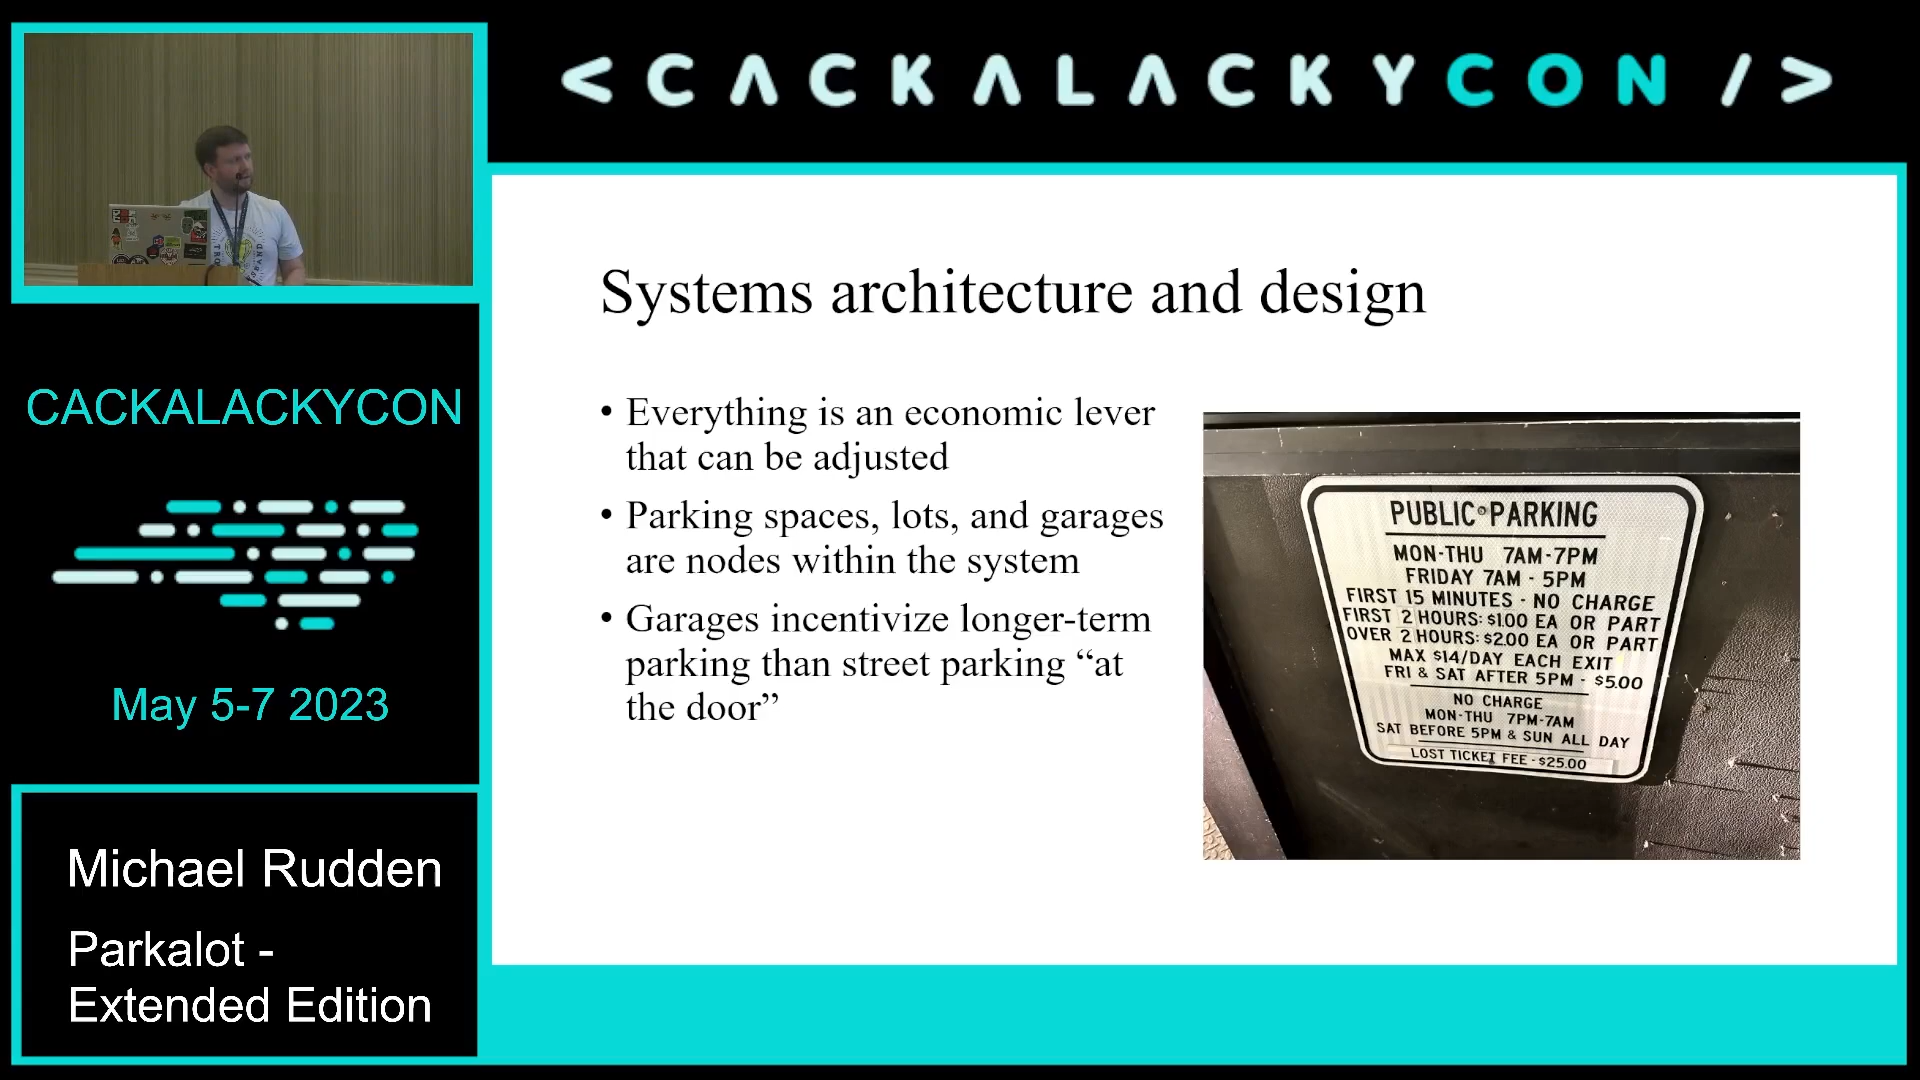 <CACKALACKYCON/>
CACKALACKYCON
May 5-7 2023
Michael Rudden
Parkalot -
Extended Edition
Systems architecture and design
• Everything is an economic lever
that can be adjusted
• Parking spaces, lots, and garages
are nodes within the system
• Garages incentivize longer-term
parking than street parking “at
the door”
PUBLIC PARKING
MON-THU 7AM-7PM
FRIDAY 7AM - 5PM
FIRST 15 MINUTES - NO CHARGE
FIRST 2 HOURS: $1.00 EA OR PART
OVER 2 HOURS: $2.00 EA OR PART
MAX $14/DAY EACH EXIT
FRI & SAT AFTER 5PM - $5.00
NO CHARGE
MON-THU 7PM-7AM
SAT BEFORE 5PM & SUN ALL DAY
LOST TICKET FEE - $25.00